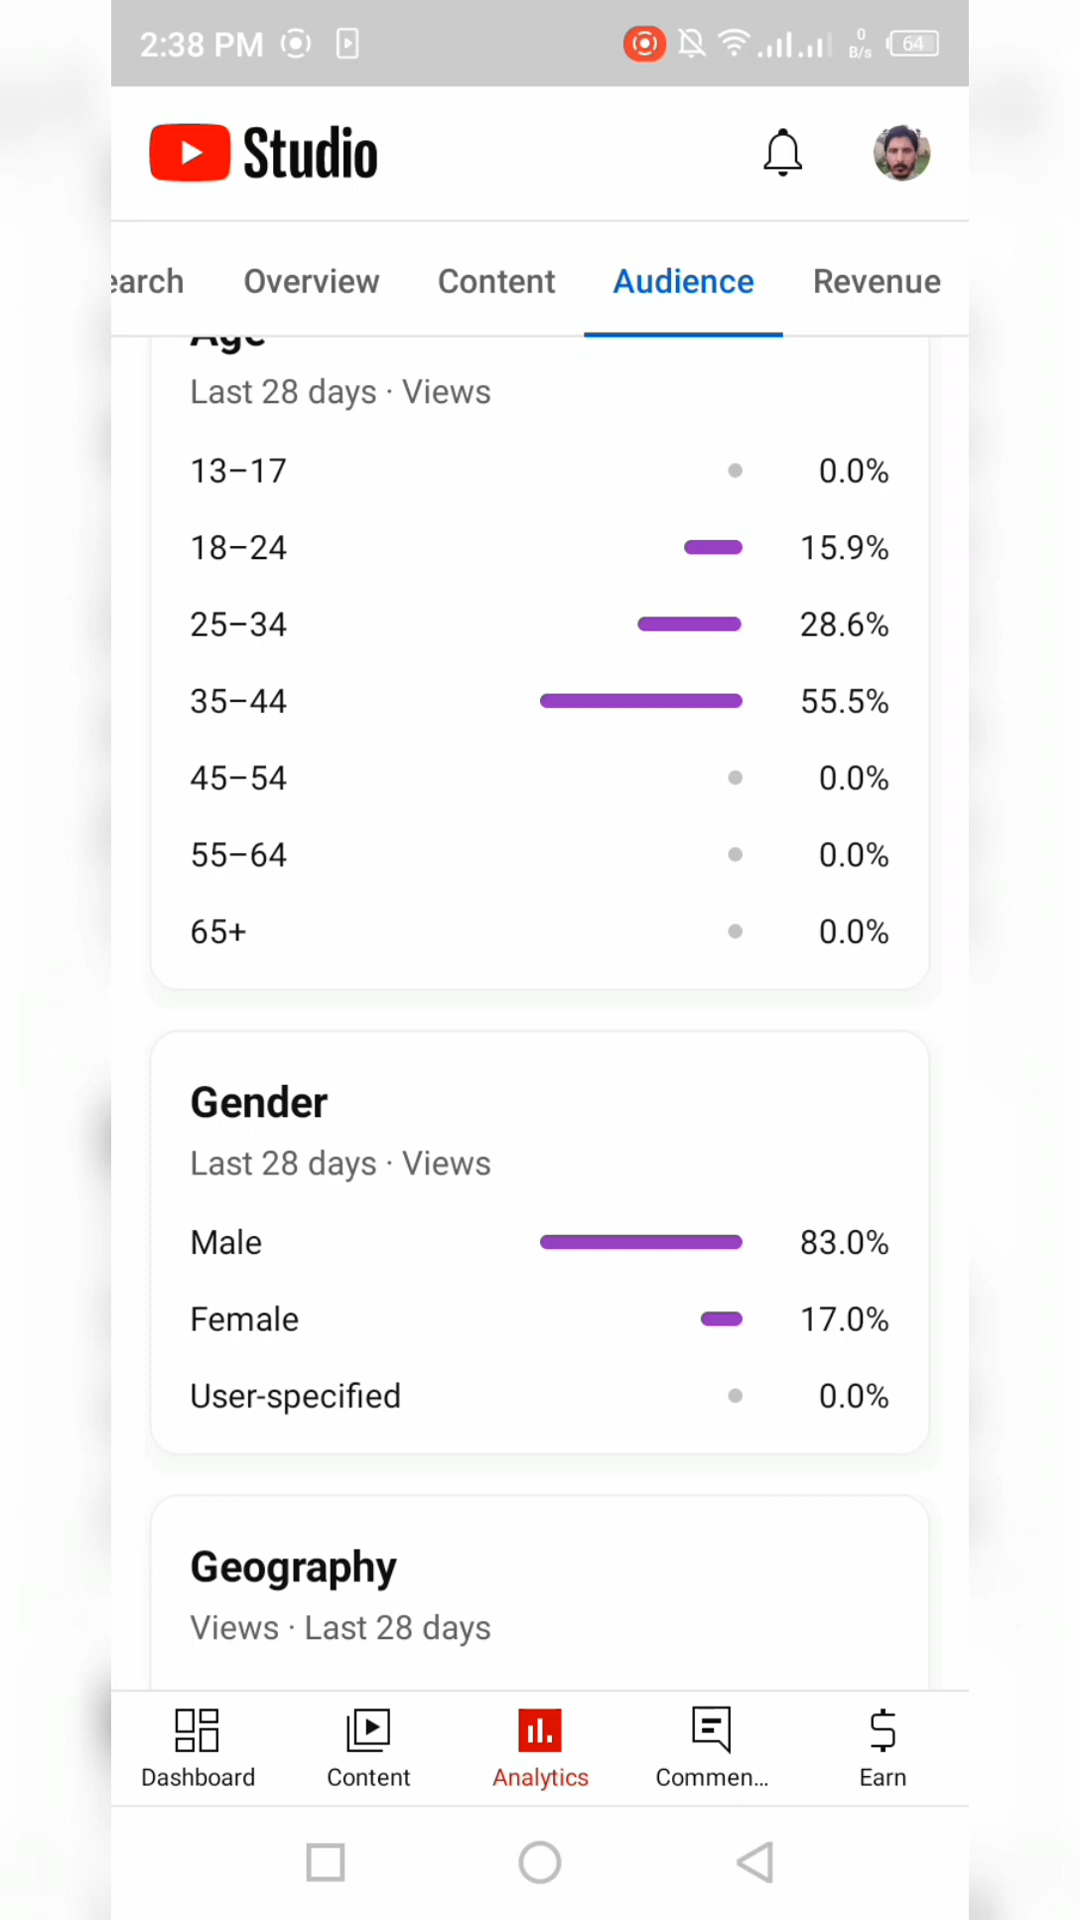 2:38 PM
0
B/s
64
Studio
earch Overview Content Audience Revenue
Age
Last 28 days · Views
13–17 0.0%
18–24 15.9%
25–34 28.6%
35–44 55.5%
45–54 0.0%
55–64 0.0%
65+ 0.0%
Gender
Last 28 days · Views
Male 83.0%
Female 17.0%
User-specified 0.0%
Geography
Views · Last 28 days
Dashboard Content Analytics Commen... Earn